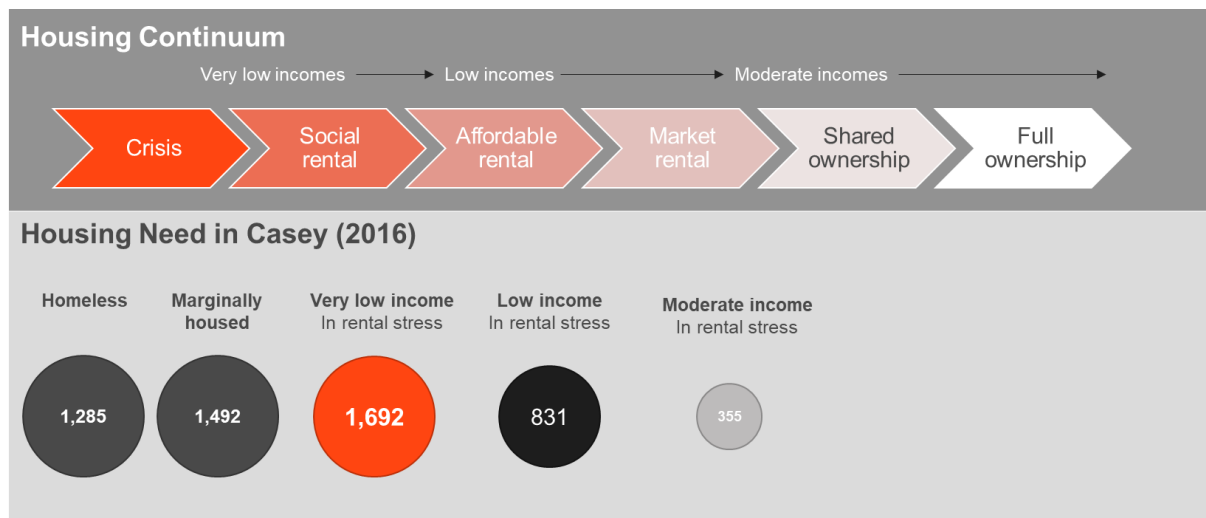 Housing Continuum
Very low incomes
Low incomes
Moderate incomes
Crisis
Social
rental
Affordable
rental
Market
rental
Shared
ownership
Full
ownership
Housing Need in Casey (2016)
Homeless
Marginally
housed
Very low income
In rental stress
Low income
In rental stress
Moderate income
In rental stress
1,285
1,492
1,692
831
355